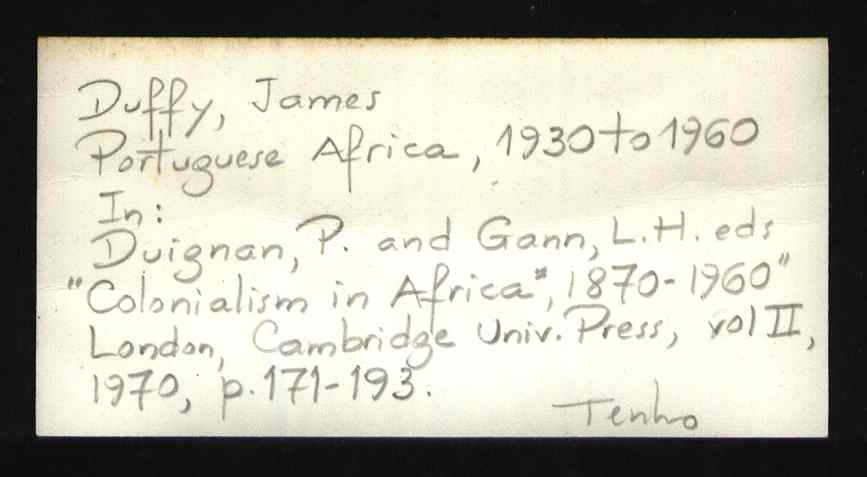 Duffy, James
Portuguese Africa, 1930 to 1960
In:
Duignan, P. and Gann, L.H. eds
"Colonialism in Africa", 1870-1960"
London, Cambridge Univ. Press, vol II,
1970, p. 171-193.
Tenho